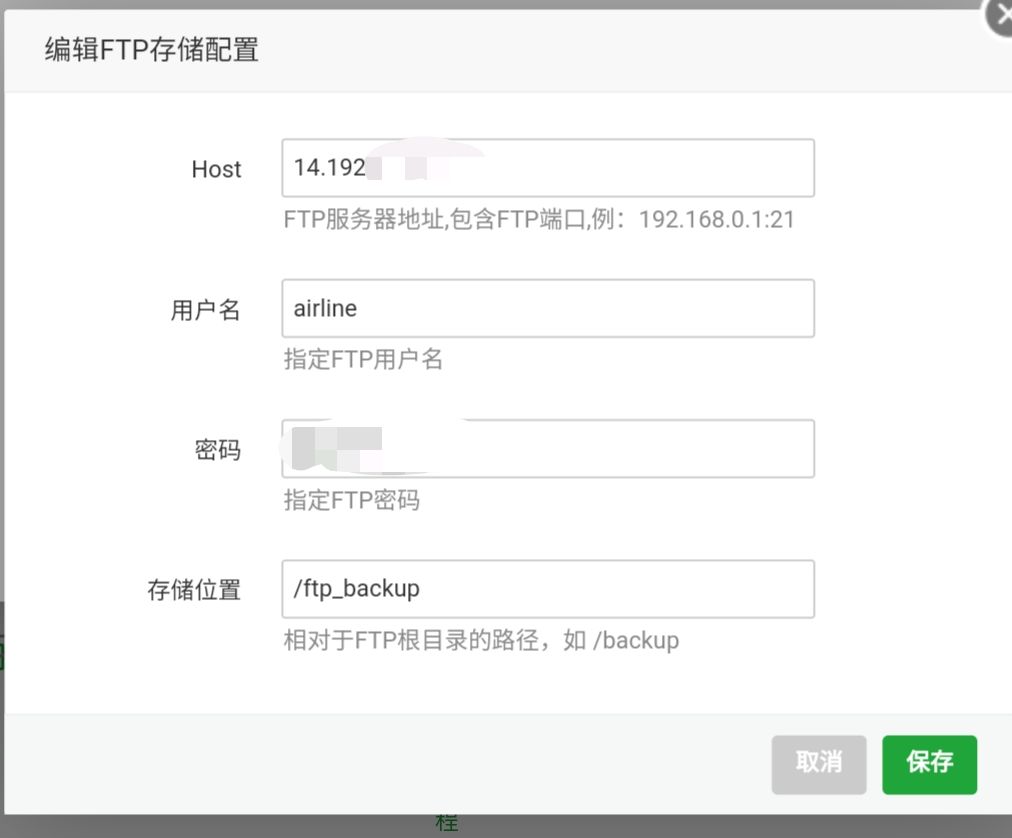 编辑FTP存储配置
Host
14.192
FTP服务器地址,包含FTP端口,例：192.168.0.1:21
用户名
airline
指定FTP用户名
密码
指定FTP密码
存储位置
/ftp_backup
相对于FTP根目录的路径，如 /backup
取消
保存
程